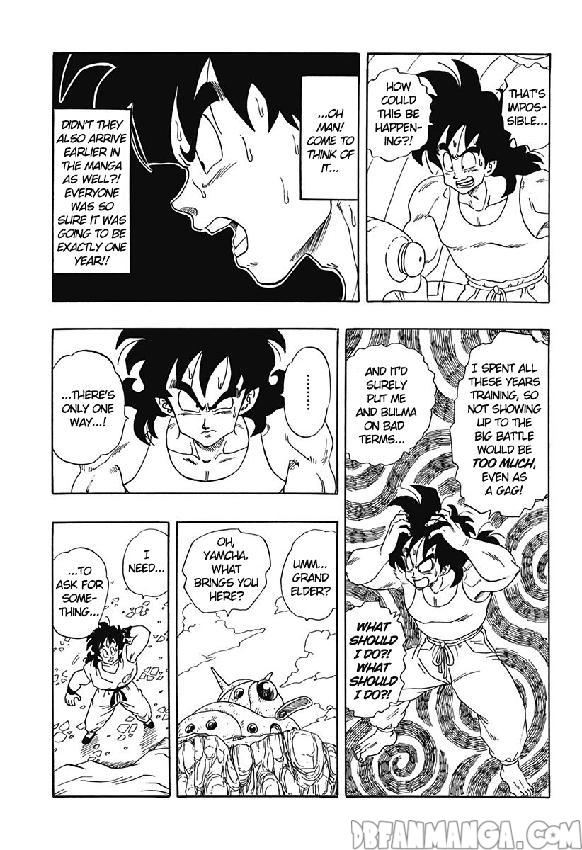 THAT'S
IMPOS-
SIBLE...
HOW
COULD
THIS BE
HAPPEN-
ING?!
...OH
MAN! COME
TO THINK OF
IT...
DIDN'T THEY
ALSO ARRIVE
EARLIER IN
THE MANGA
AS WELL?!
EVERYONE
WAS SO
SURE IT WAS
GOING TO BE
EXACTLY ONE
YEAR!!
I SPENT ALL
THESE YEARS
TRAINING, SO
NOT SHOWING
UP TO THE
BIG BATTLE
WOULD BE
TOO MUCH,
EVEN AS
A GAG!
AND IT'D
SURELY
PUT ME
AND BULMA
ON BAD
TERMS...
WHAT
SHOULD
I DO?!
WHAT
SHOULD
I DO?!
.........
...THERE'S
ONLY ONE
WAY...!
UMM...
GRAND
ELDER?
OH,
YAMCHA.
WHAT
BRINGS YOU
HERE?
I
NEED...
...TO
ASK FOR
SOME-
THING...
DBFANMANGA.COM